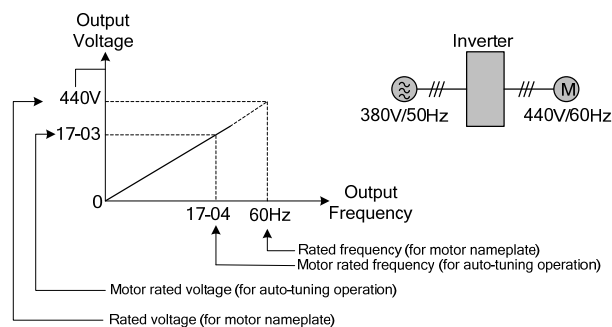 Output
Voltage
440V
17-03
0
17-04
60Hz
Output
Frequency
Inverter
M
380V/50Hz
440V/60Hz
Rated frequency (for motor nameplate)
Motor rated frequency (for auto-tuning operation)
Motor rated voltage (for auto-tuning operation)
Rated voltage (for motor nameplate)